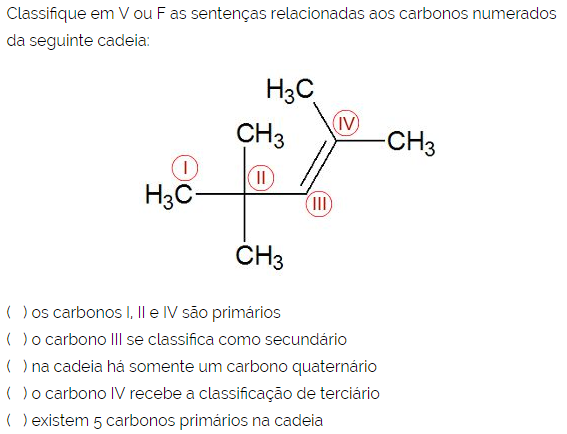 Classifique em V ou F as sentenças relacionadas aos carbonos numerados
da seguinte cadeia:
H₃C
IV
CH₃
CH₃
I
II
H₃C
III
CH₃
( ) os carbonos I, II e IV são primários
( ) o carbono III se classifica como secundário
( ) na cadeia há somente um carbono quaternário
( ) o carbono IV recebe a classificação de terciário
( ) existem 5 carbonos primários na cadeia